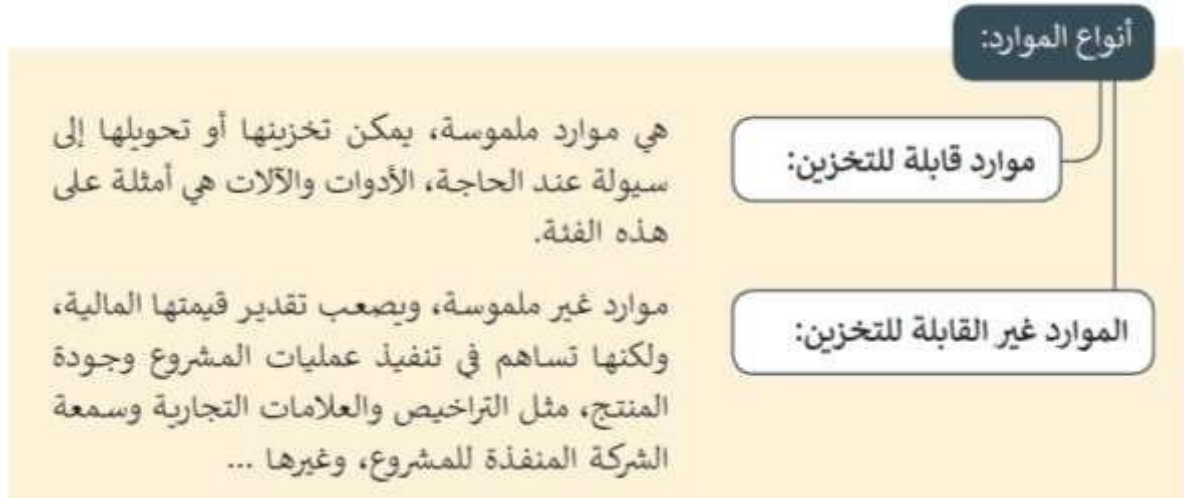 أنواع الموارد:
موارد قابلة للتخزين:
هي موارد ملموسة، يمكن تخزينها أو تحويلها إلى
سيولة عند الحاجة، الأدوات والآلات هي أمثلة على
هذه الفئة.
الموارد غير القابلة للتخزين:
موارد غير ملموسة، ويصعب تقدير قيمتها المالية،
ولكنها تساهم في تنفيذ عمليات المشروع وجودة
المنتج، مثل التراخيص والعلامات التجارية وسمعة
الشركة المنفذة للمشروع، وغيرها ...